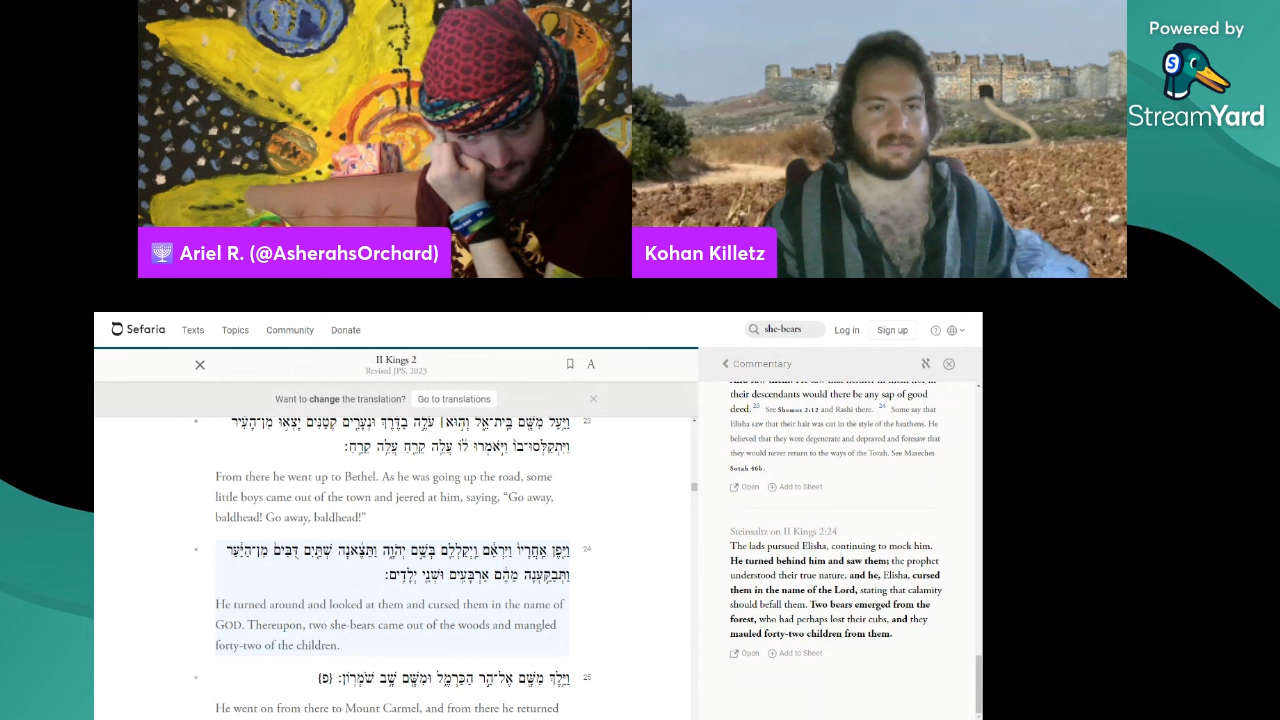 Powered by
StreamYard
Ariel R. (@AsherahsOrchard)
Kohan Killetz
Sefaria
Texts
Topics
Community
Donate
she-bears
Log in
Sign up
II Kings 2
Revised JPS, 2023
Want to change the translation?
Go to translations
23
וַיַּ֥עַל מִשָּׁ֖ם בֵּֽית־אֵ֑ל וְה֣וּא ׀ עֹלֶ֣ה בַדֶּ֗רֶךְ וּנְעָרִ֤ים קְטַנִּים֙ יָצְא֣וּ מִן־הָעִ֔יר
וַיִּתְקַלְּסוּ־בוֹ֙ וַיֹּ֣אמְרוּ ל֔וֹ עֲלֵ֥ה קֵרֵ֖חַ עֲלֵ֥ה קֵרֵֽחַ׃
From there he went up to Bethel. As he was going up the road, some
little boys came out of the town and jeered at him, saying, “Go away,
baldhead! Go away, baldhead!”
24
וַיִּ֤פֶן אַֽחֲרָיו֙ וַיִּרְאֵ֔ם וַֽיְקַלְלֵ֖ם בְּשֵׁ֣ם יְהֹוָ֑ה וַתֵּצֶ֨אנָה שְׁתַּ֤יִם דֻּבִּים֙ מִן־הַיַּ֔עַר
וַתְּבַקַּ֣עְנָה מֵהֶ֔ם אַרְבָּעִ֥ים וּשְׁנֵ֖י יְלָדִֽים׃
He turned around and looked at them and cursed them in the name of
GOD. Thereupon, two she-bears came out of the woods and mangled
forty-two of the children.
25
וַיֵּ֥לֶךְ מִשָּׁ֖ם אֶל־הַ֣ר הַכַּרְמֶ֑ל וּמִשָּׁ֖ם שָׁ֥ב שֹׁמְרֽוֹן׃ {פ}
He went on from there to Mount Carmel, and from there he returned
Commentary
their descendants would there be any sap of good
deed. 23 See Shemos 2:12 and Rashi there. 24 Some say that
Elisha saw that their hair was cut in the style of the heathens. He
believed that they were degenerate and depraved and foresaw that
they would never return to the ways of the Torah. See Maseches
Sotah 46b.
Open
Add to Sheet
Steinsaltz on II Kings 2:24
The lads pursued Elisha, continuing to mock him.
He turned behind him and saw them; the prophet
understood their true nature. and he, Elisha, cursed
them in the name of the Lord, stating that calamity
should befall them. Two bears emerged from the
forest, who had perhaps lost their cubs, and they
mauled forty-two children from them.
Open
Add to Sheet